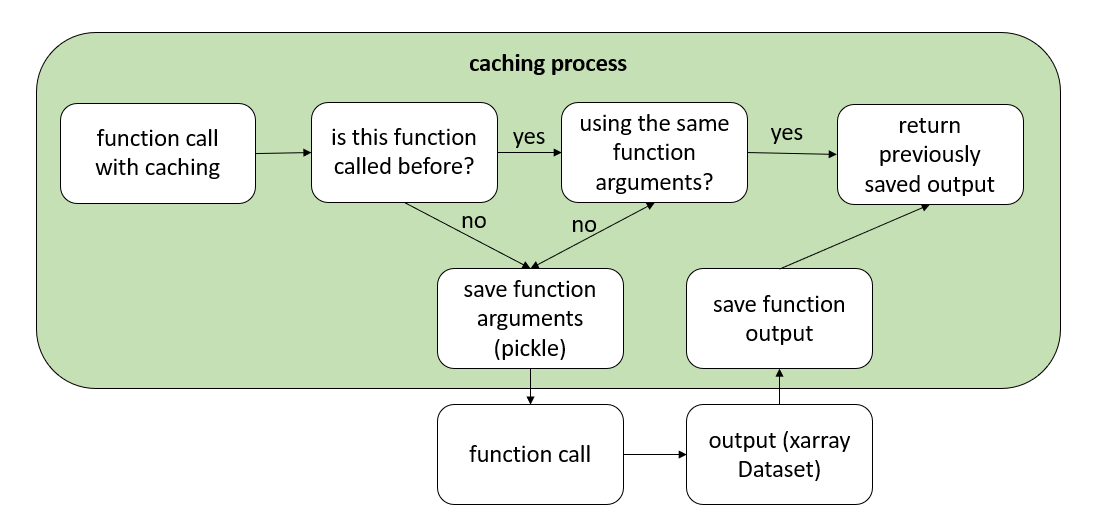 caching process
function call
with caching
is this function
called before?
yes
using the same
function
arguments?
yes
return
previously
saved output
no
no
save function
arguments
(pickle)
save function
output
function call
output (xarray
Dataset)